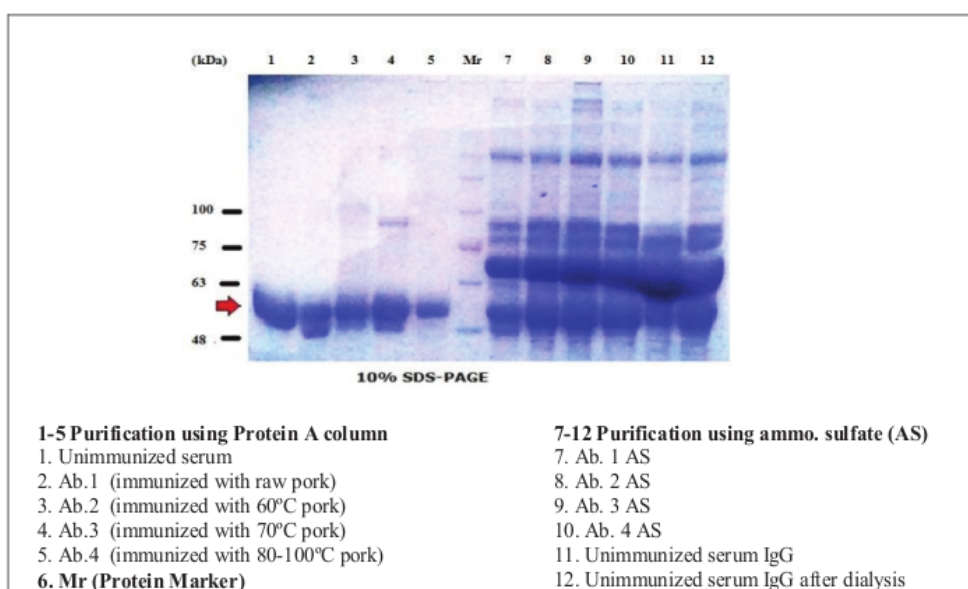 (kDa) 1 2 3 4 5 Mr 7 8 9 10 11 12
100
75
63
48
10% SDS-PAGE
1-5 Purification using Protein A column
1. Unimmunized serum
2. Ab.1 (immunized with raw pork)
3. Ab.2 (immunized with 60ºC pork)
4. Ab.3 (immunized with 70ºC pork)
5. Ab.4 (immunized with 80-100ºC pork)
6. Mr (Protein Marker)
7-12 Purification using ammo. sulfate (AS)
7. Ab. 1 AS
8. Ab. 2 AS
9. Ab. 3 AS
10. Ab. 4 AS
11. Unimmunized serum IgG
12. Unimmunized serum IgG after dialysis